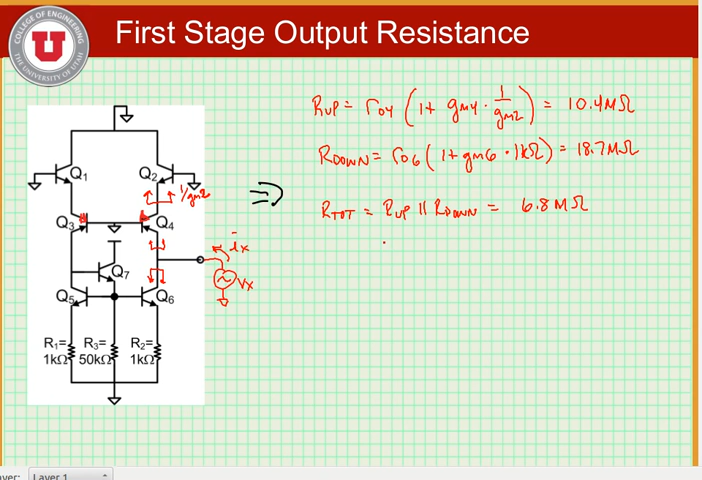 COLLEGE OF ENGINEERING
U
THE UNIVERSITY OF UTAH
First Stage Output Resistance
Q1
Q2
1/gm2
Q3
Q4
ix
Q7
Vx
Q5
Q6
R1=
1kΩ
R3=
50kΩ
R2=
1kΩ
RUP = ro4 (1 + gm4 · 1/gm2) = 10.4MΩ
RDOWN = ro6 (1 + gm6 · 1kΩ) = 18.7MΩ
⇒
RTOT = RUP || RDOWN = 6.8MΩ
Layer 1